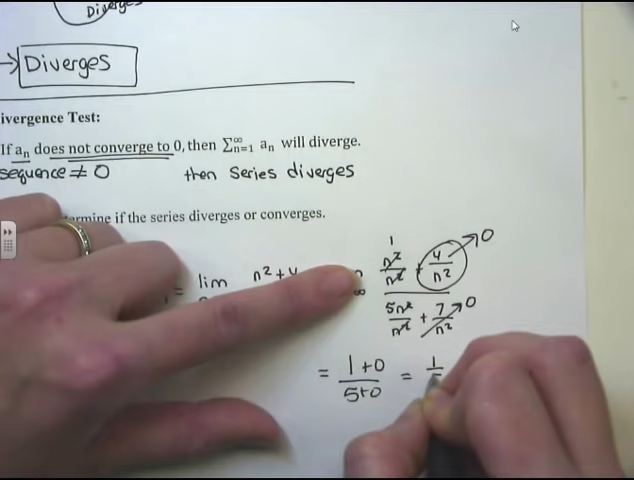 Diverges
→ Diverges
ivergence Test:
If aₙ does not converge to 0, then ∑ₙ₌₁^∞ aₙ will diverge.
sequence ≠ 0 then Series diverges
ermine if the series diverges or converges.
1
= lim n²+4 n²/n² + 4/n² → 0
∞ 5n²/n² + 7/n² → 0
= 1+0/5+0 = 1/5